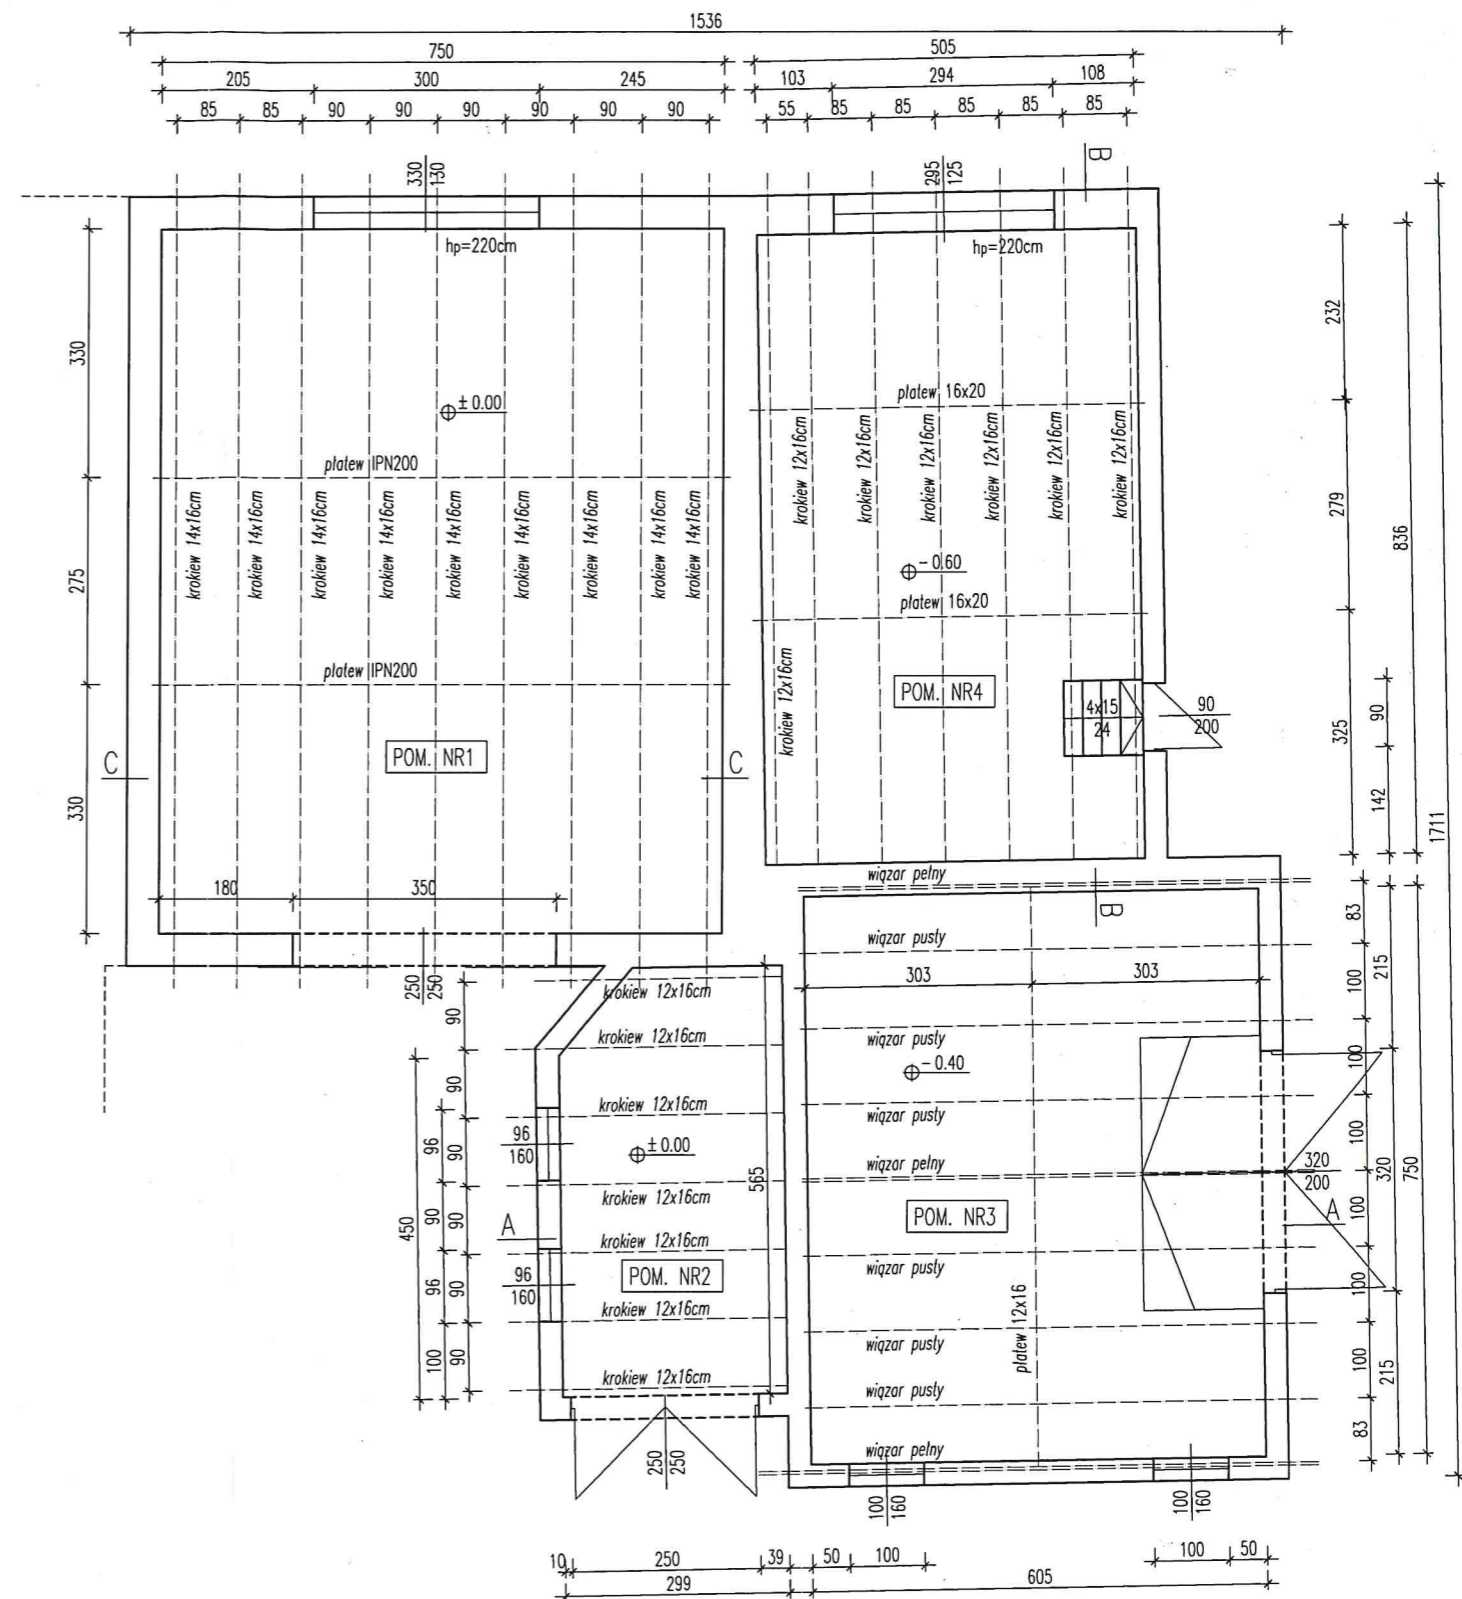 1536
750
505
205 300 245
103 294 108
85 85 90 90 90 90 90 90
55 85 85 85 85 85
B
330
130
295
125
hp=220cm
hp=220cm
330
275
330
± 0.00
płatew IPN200
krokiew 14x16cm
krokiew 14x16cm
krokiew 14x16cm
krokiew 14x16cm
krokiew 14x16cm
krokiew 14x16cm
krokiew 14x16cm
krokiew 14x16cm
krokiew 14x16cm
płatew IPN200
POM. NR1
C
C
180 350
250
250
płatew 16x20
krokiew 12x16cm
krokiew 12x16cm
krokiew 12x16cm
krokiew 12x16cm
krokiew 12x16cm
krokiew 12x16cm
- 0.60
płatew 16x20
krokiew 12x16cm
POM. NR4
4x15
24
90
200
232
279
325
90
142
836
1711
wiązar pełny
B
wiązar pusty
303 303
wiązar pusty
- 0.40
wiązar pusty
wiązar pełny
320
200
POM. NR3
A
wiązar pusty
płatew 12x16
wiązar pusty
wiązar pusty
wiązar pełny
83
100
100
100
100
100
100
100
83
215
320
215
750
krokiew 12x16cm
krokiew 12x16cm
krokiew 12x16cm
± 0.00
krokiew 12x16cm
krokiew 12x16cm
POM. NR2
krokiew 12x16cm
krokiew 12x16cm
565
96
160
A
96
160
90
90
90
90
90
90
96
90
96
100
450
250
250
100
160
100
160
10 250 39 50 100 100 50
299 605